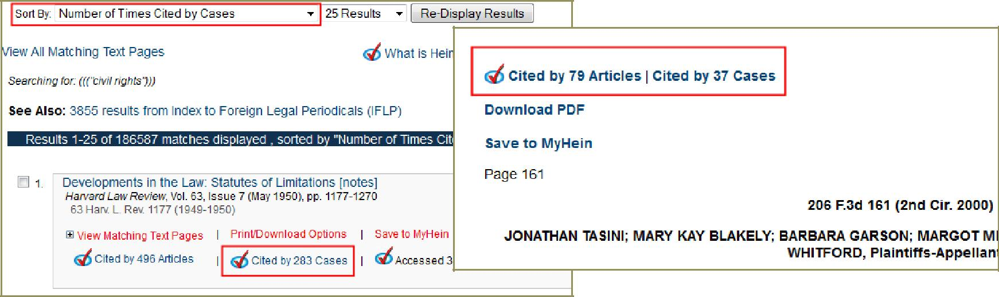 Sort By: Number of Times Cited by Cases 25 Results Re-Display Results
View All Matching Text Pages
What is Hein
Searching for: ((("civil rights")))
See Also: 3855 results from Index to Foreign Legal Periodicals (IFLP)
Results 1-25 of 186587 matches displayed , sorted by "Number of Times Cit
1. Developments in the Law: Statutes of Limitations [notes]
Harvard Law Review, Vol. 63, Issue 7 (May 1950), pp. 1177-1270
63 Harv. L. Rev. 1177 (1949-1950)
View Matching Text Pages | Print/Download Options | Save to MyHein
Cited by 496 Articles | Cited by 283 Cases | Accessed 3
Cited by 79 Articles | Cited by 37 Cases
Download PDF
Save to MyHein
Page 161
206 F.3d 161 (2nd Cir. 2000)
JONATHAN TASINI; MARY KAY BLAKELY; BARBARA GARSON; MARGOT
WHITFORD, Plaintiffs-Appellant